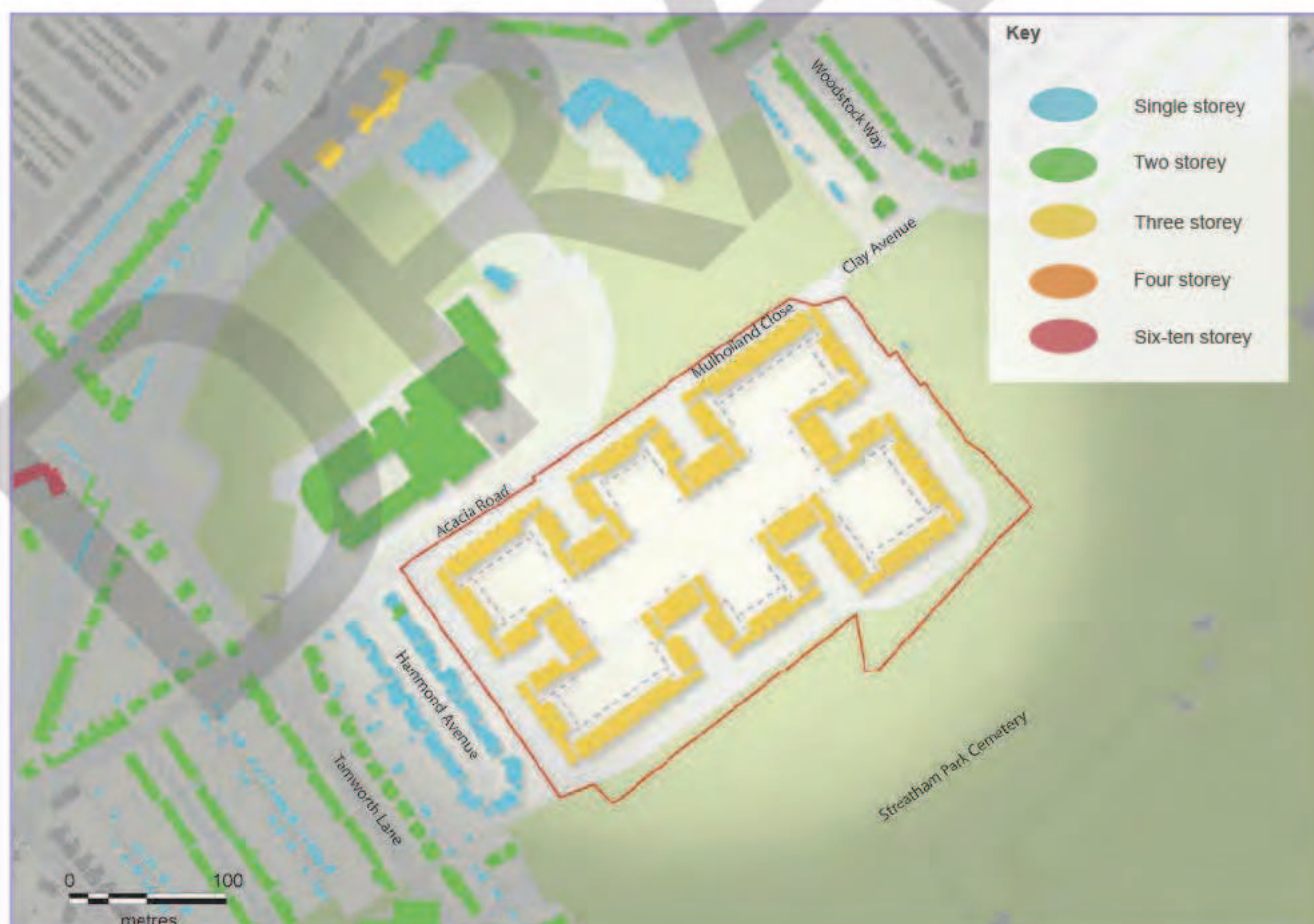 Key
Single storey
Two storey
Three storey
Four storey
Six-ten storey
Woodstock Way
Clay Avenue
Mulholland Close
Acacia Road
Hammond Avenue
Tamworth Lane
Streatham Park Cemetery
0 100
metres